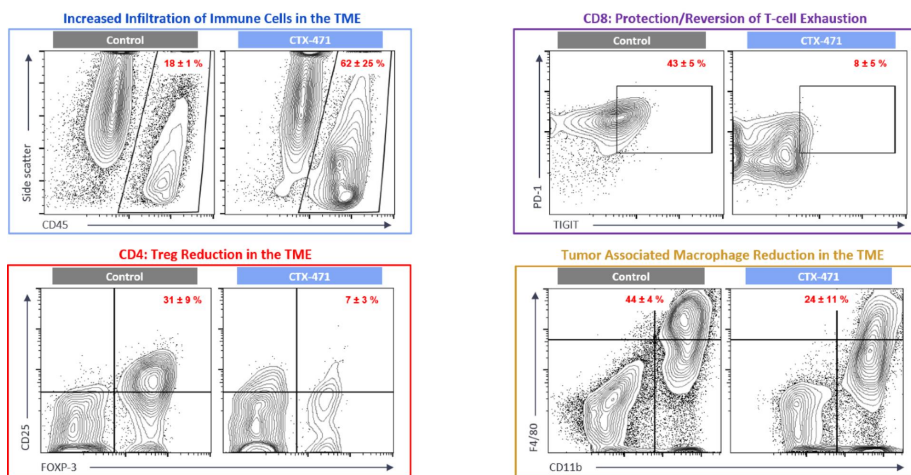 Increased Infiltration of Immune Cells in the TME
Control
CTX-471
18 ± 1 %
62 ± 25 %
Side scatter
CD45
CD8: Protection/Reversion of T-cell Exhaustion
Control
CTX-471
43 ± 5 %
8 ± 5 %
PD-1
TIGIT
CD4: Treg Reduction in the TME
Control
CTX-471
31 ± 9 %
7 ± 3 %
CD25
FOXP-3
Tumor Associated Macrophage Reduction in the TME
Control
CTX-471
44 ± 4 %
24 ± 11 %
F4/80
CD11b